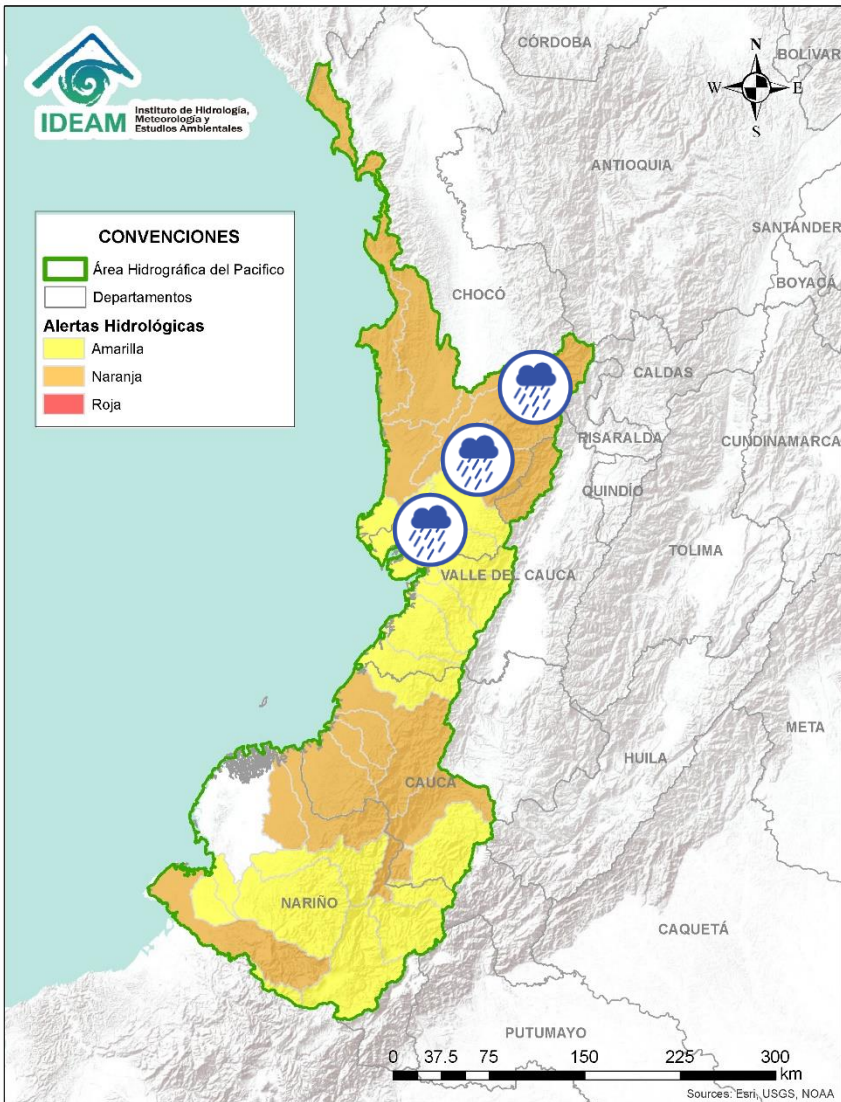 CÓRDOBA
BOLÍVAR
N
W
E
S
IDEAM
Instituto de Hidrología,
Meteorología y
Estudios Ambientales
ANTIOQUIA
SANTANDER
BOYACÁ
CONVENCIONES
Área Hidrográfica del Pacifico
Departamentos
Alertas Hidrológicas
Amarilla
Naranja
Roja
CHOCÓ
CALDAS
RISARALDA
CUNDINAMARCA
QUINDÍO
TOLIMA
VALLE DEL CAUCA
META
HUILA
CAUCA
NARIÑO
CAQUETÁ
PUTUMAYO
0 37.5 75 150 225 300
km
Sources: Esri, USGS, NOAA